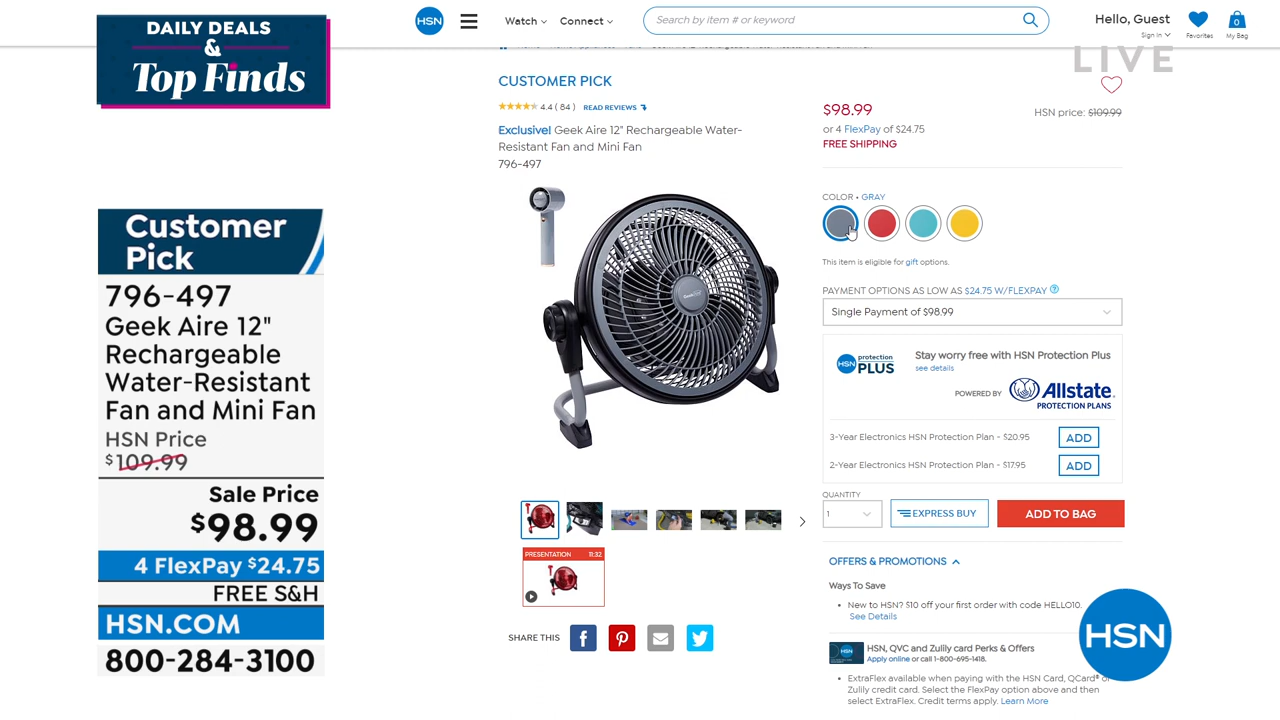 DAILY DEALS
&
Top Finds
HSN
Watch
Connect
Search by item # or keyword
Hello, Guest
Sign in
Favorites
0
My Bag
LIVE
CUSTOMER PICK
4.4 ( 84 ) READ REVIEWS
Exclusive! Geek Aire 12" Rechargeable Water-
Resistant Fan and Mini Fan
796-497
$98.99
HSN price: $109.99
or 4 FlexPay of $24.75
FREE SHIPPING
COLOR • GRAY
This item is eligible for gift options.
PAYMENT OPTIONS AS LOW AS $24.75 W/FLEXPAY ?
Single Payment of $98.99
HSN protection PLUS
Stay worry free with HSN Protection Plus
see details
POWERED BY Allstate.
PROTECTION PLANS
3-Year Electronics HSN Protection Plan - $20.95 ADD
2-Year Electronics HSN Protection Plan - $17.95 ADD
QUANTITY
1
EXPRESS BUY
ADD TO BAG
PRESENTATION 11:32
SHARE THIS
OFFERS & PROMOTIONS
Ways To Save
• New to HSN? $10 off your first order with code HELLO10.
See Details
HSN, QVC and Zulily card Perks & Offers
Apply online or call 1-800-695-1418.
• ExtraFlex available when paying with the HSN Card, QCard® or
Zulily credit card. Select the FlexPay option above and then
select ExtraFlex. Credit terms apply. Learn More
HSN
Customer
Pick
796-497
Geek Aire 12"
Rechargeable
Water-Resistant
Fan and Mini Fan
HSN Price
$109.99
Sale Price
$98.99
4 FlexPay $24.75
FREE S&H
HSN.COM
800-284-3100